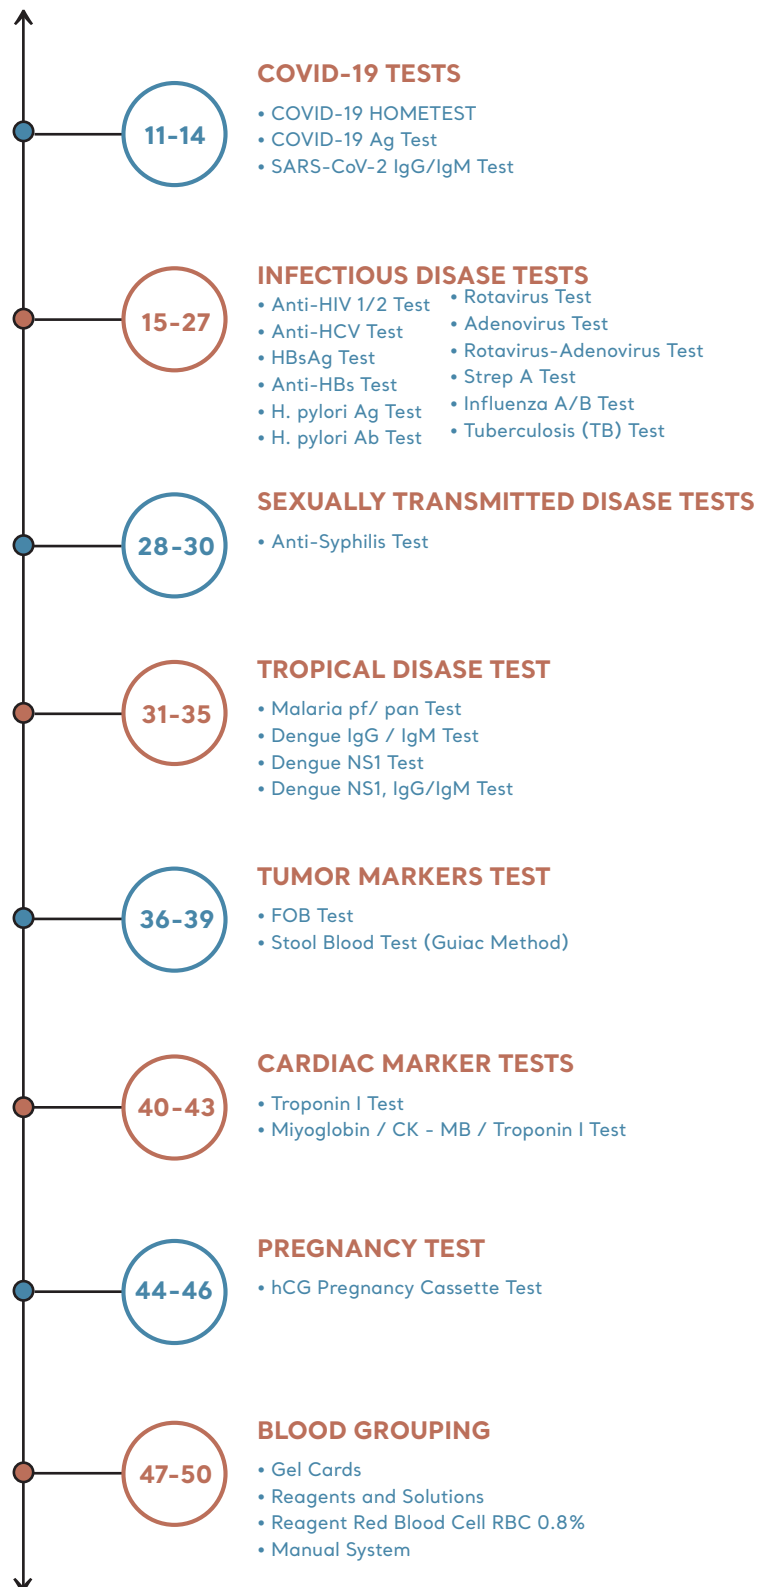 COVID-19 TESTS
11-14
• COVID-19 HOMETEST
• COVID-19 Ag Test
• SARS-CoV-2 IgG/IgM Test
INFECTIOUS DISASE TESTS
15-27
• Anti-HIV 1/2 Test
• Anti-HCV Test
• HBsAg Test
• Anti-HBs Test
• H. pylori Ag Test
• H. pylori Ab Test
• Rotavirus Test
• Adenovirus Test
• Rotavirus-Adenovirus Test
• Strep A Test
• Influenza A/B Test
• Tuberculosis (TB) Test
SEXUALLY TRANSMITTED DISASE TESTS
28-30
• Anti-Syphilis Test
TROPICAL DISASE TEST
31-35
• Malaria pf/ pan Test
• Dengue IgG / IgM Test
• Dengue NS1 Test
• Dengue NS1, IgG/IgM Test
TUMOR MARKERS TEST
36-39
• FOB Test
• Stool Blood Test (Guiac Method)
CARDIAC MARKER TESTS
40-43
• Troponin I Test
• Miyoglobin / CK - MB / Troponin I Test
PREGNANCY TEST
44-46
• hCG Pregnancy Cassette Test
BLOOD GROUPING
47-50
• Gel Cards
• Reagents and Solutions
• Reagent Red Blood Cell RBC 0.8%
• Manual System